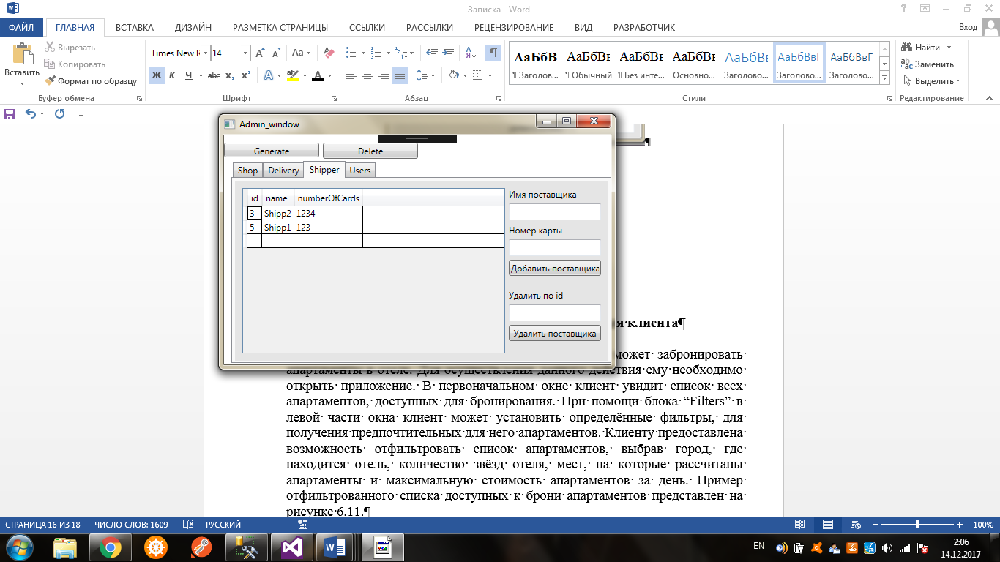 Записка - Word
ФАЙЛ ГЛАВНАЯ ВСТАВКА ДИЗАЙН РАЗМЕТКА СТРАНИЦЫ ССЫЛКИ РАССЫЛКИ РЕЦЕНЗИРОВАНИЕ ВИД РАЗРАБОТЧИК Вход
Вставить
Вырезать
Копировать
Формат по образцу
Буфер обмена
Times New R 14
Ж К Ч abc x₂ x²
Шрифт
Абзац
АаБбВ АаБбВв АаБбВв АаБбВв АаБбВв АаБбВвГ АаБбВвГ
¶ Заголов... ¶ Обычный ¶ Без инте... Основно... Заголово... Заголово... Заголово...
Стили
Найти
Заменить
Выделить
Редактирование
Admin_window
Generate Delete
Shop Delivery Shipper Users
id name numberOfCards
3 Shipp2 1234
5 Shipp1 123
Имя поставщика
Номер карты
Добавить поставщика
Удалить по id
Удалить поставщика
¶
я·клиента¶
может· забронировать·
апартаменты·в·отеле.· Для·осуществления·данного·действия·ему·необходимо·
открыть· приложение.· В· первоначальном· окне· клиент· увидит· список· всех·
апартаментов,· доступных· для· бронирования.· При· помощи· блока· “Filters”· в·
левой· части· окна· клиент· может· установить· определённые· фильтры,· для·
получения·предпочтительных·для·него·апартаментов.·Клиенту·предоставлена·
возможность· отфильтровать· список· апартаментов,· выбрав· город,· где·
находится· отель,· количество· звёзд· отеля,· мест,· на· которые· рассчитаны·
апартаменты· и· максимальную· стоимость· апартаментов· за· день.· Пример·
отфильтрованного·списка·доступных·к·брони·апартаментов·представлен·на·
рисунке·6.11.¶
СТРАНИЦА 16 ИЗ 18 ЧИСЛО СЛОВ: 1609 РУССКИЙ 100%
EN 2:06
14.12.2017